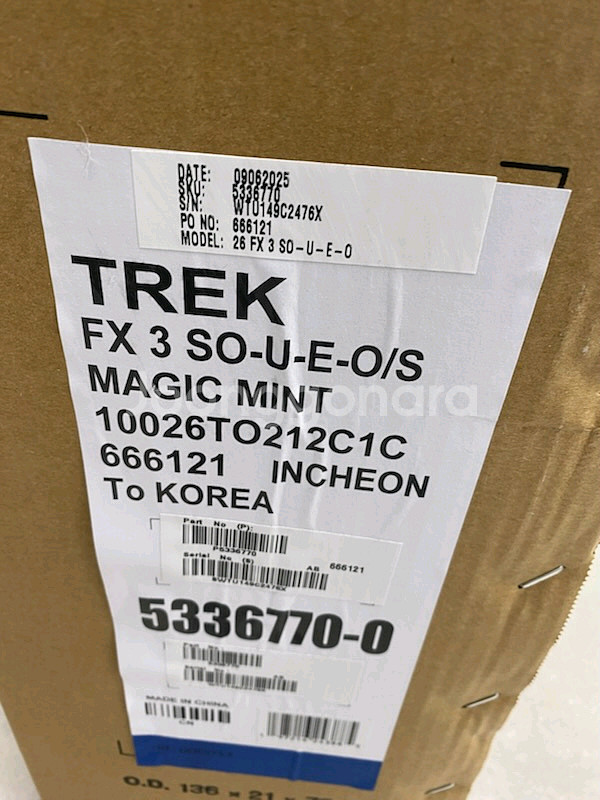 DATE: 09062025
SKU: 5336770
S/N: WTU149C2476X
PO NO: 666121
MODEL: 26 FX 3 SO-U-E-O
TREK
FX 3 SO-U-E-O/S
MAGIC MINT
10026TO212C1C
666121 INCHEON
To KOREA
Part No (P):
P5336770
Serial No (S)
AB 666121
SWTU149C2476X
5336770-0
MADE IN CHINA
CN
O.D. 136 × 21 ×